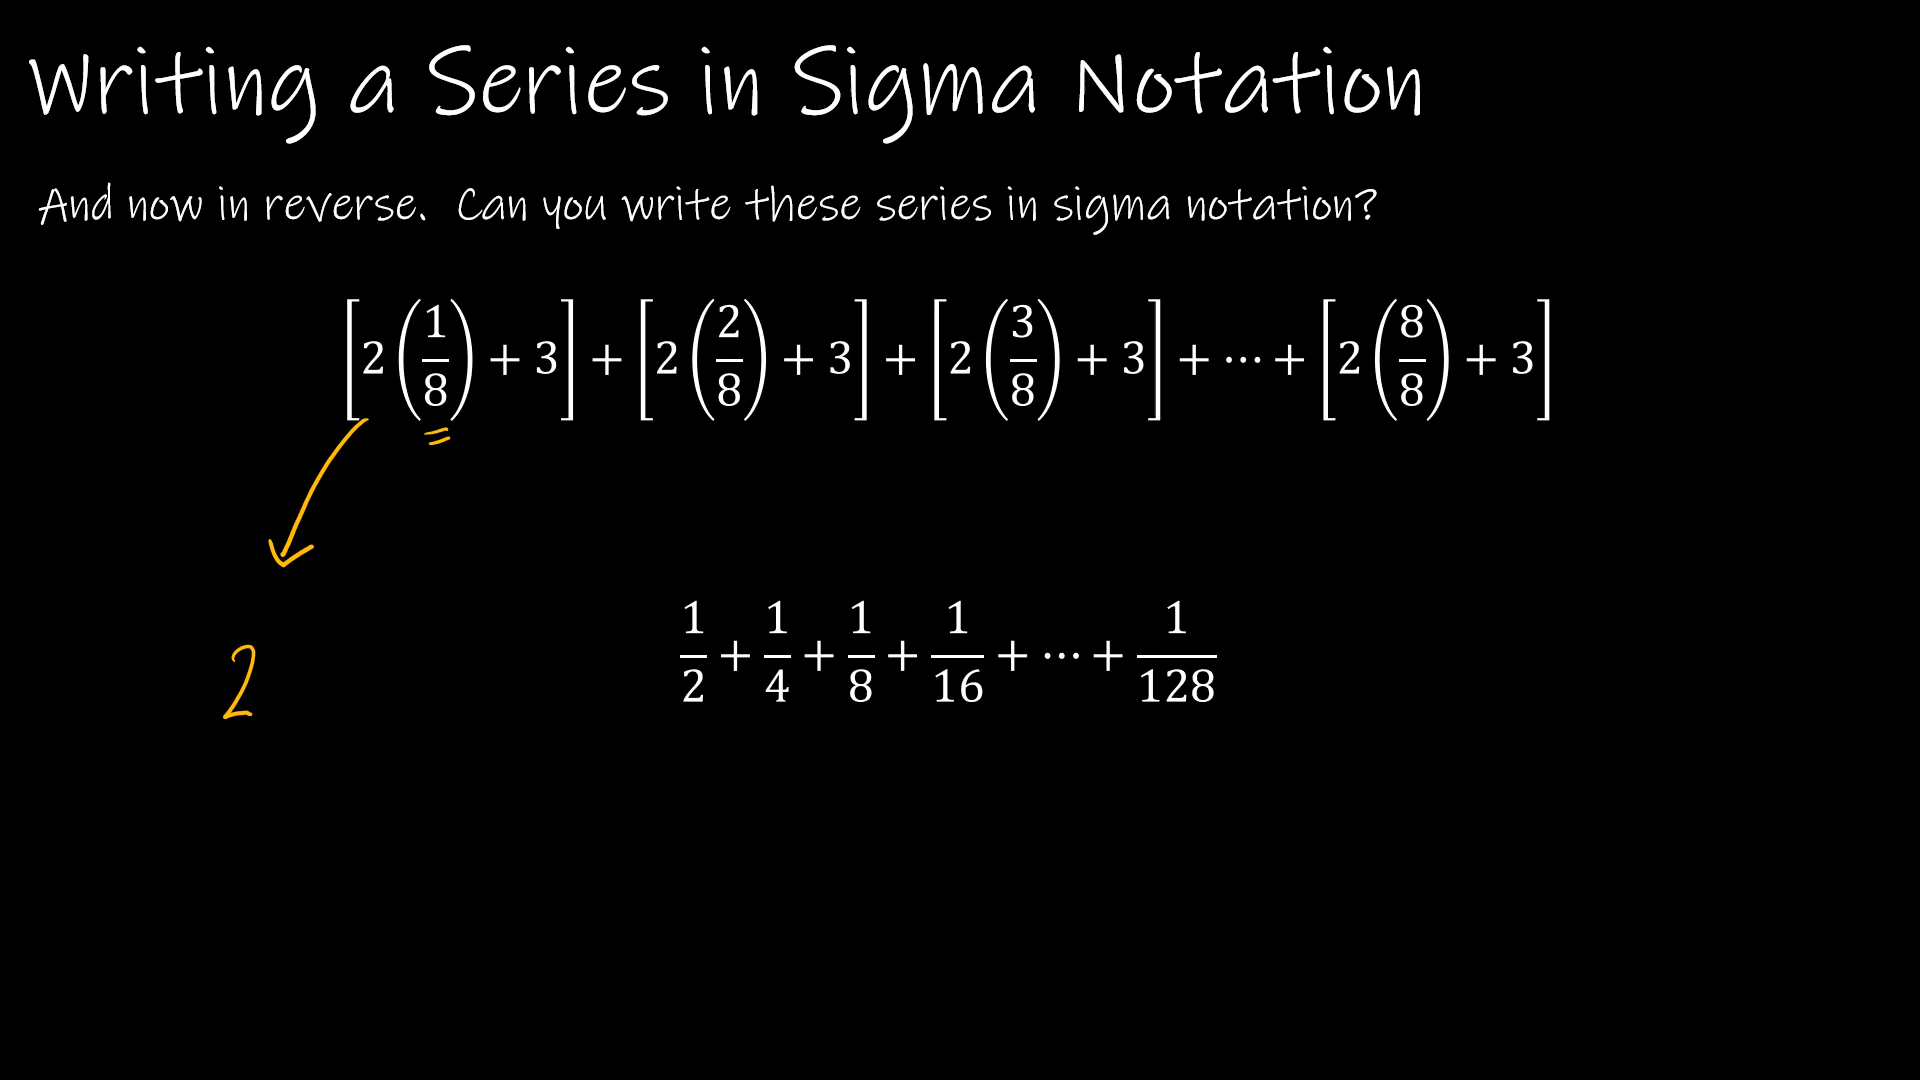 Writing a Series in Sigma Notation
And now in reverse. Can you write these series in sigma notation?
[2(1/8) + 3] + [2(2/8) + 3] + [2(3/8) + 3] + ⋯ + [2(8/8) + 3]
1/2 + 1/4 + 1/8 + 1/16 + ⋯ + 1/128
2